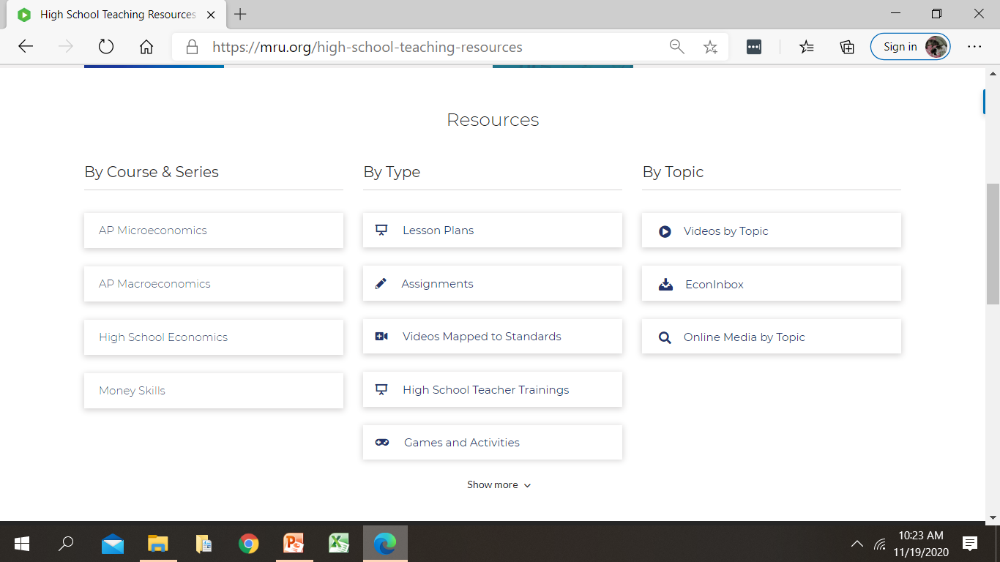 High School Teaching Resources
https://mru.org/high-school-teaching-resources
Sign in
Resources
By Course & Series
AP Microeconomics
AP Macroeconomics
High School Economics
Money Skills
By Type
Lesson Plans
Assignments
Videos Mapped to Standards
High School Teacher Trainings
Games and Activities
Show more
By Topic
Videos by Topic
EconInbox
Online Media by Topic
10:23 AM
11/19/2020